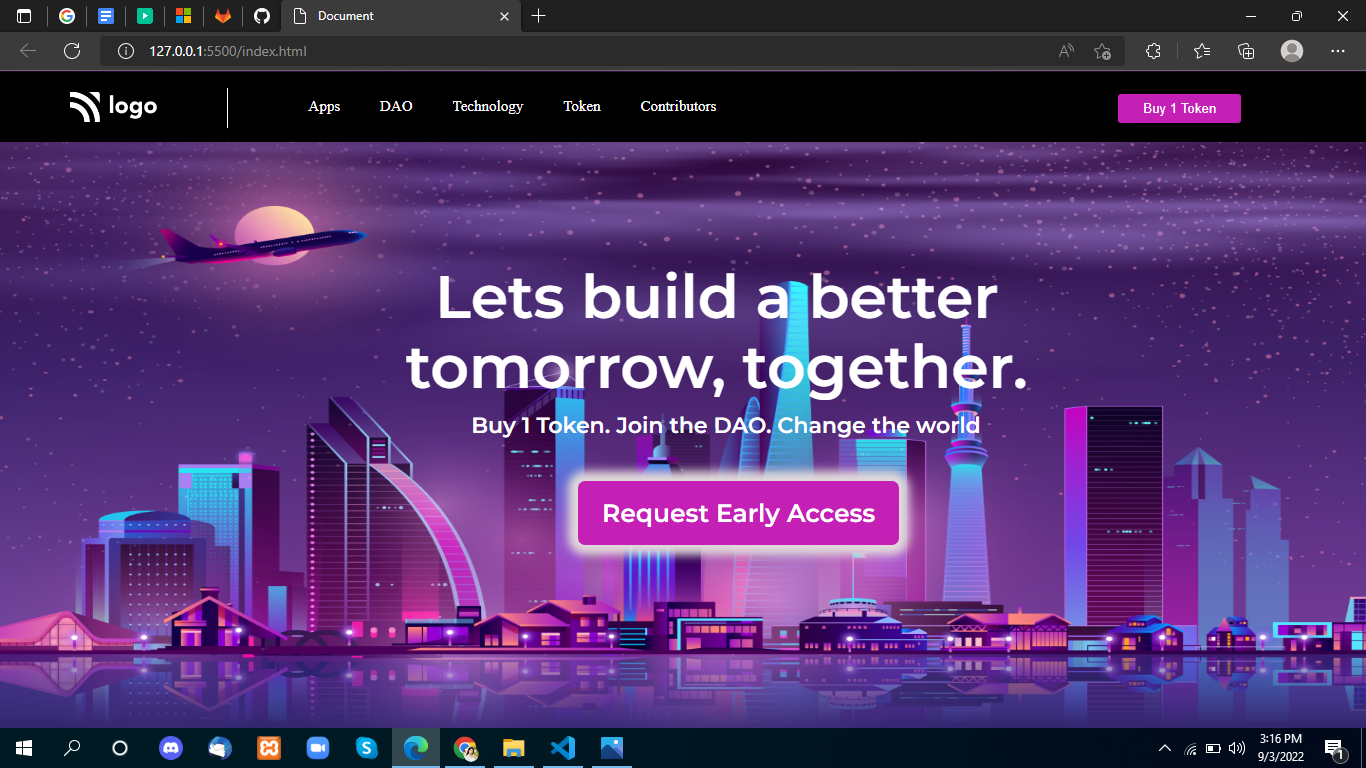 Document
127.0.0.1:5500/index.html
logo
Apps DAO Technology Token Contributors
Buy 1 Token
Lets build a better
tomorrow, together.
Buy 1 Token. Join the DAO. Change the world
Request Early Access
3:16 PM
9/3/2022
1